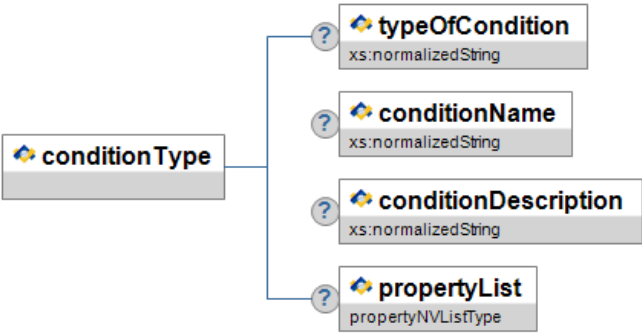 ?
typeOfCondition
xs:normalizedString
?
conditionName
xs:normalizedString
conditionType
?
conditionDescription
xs:normalizedString
?
propertyList
propertyNVListType